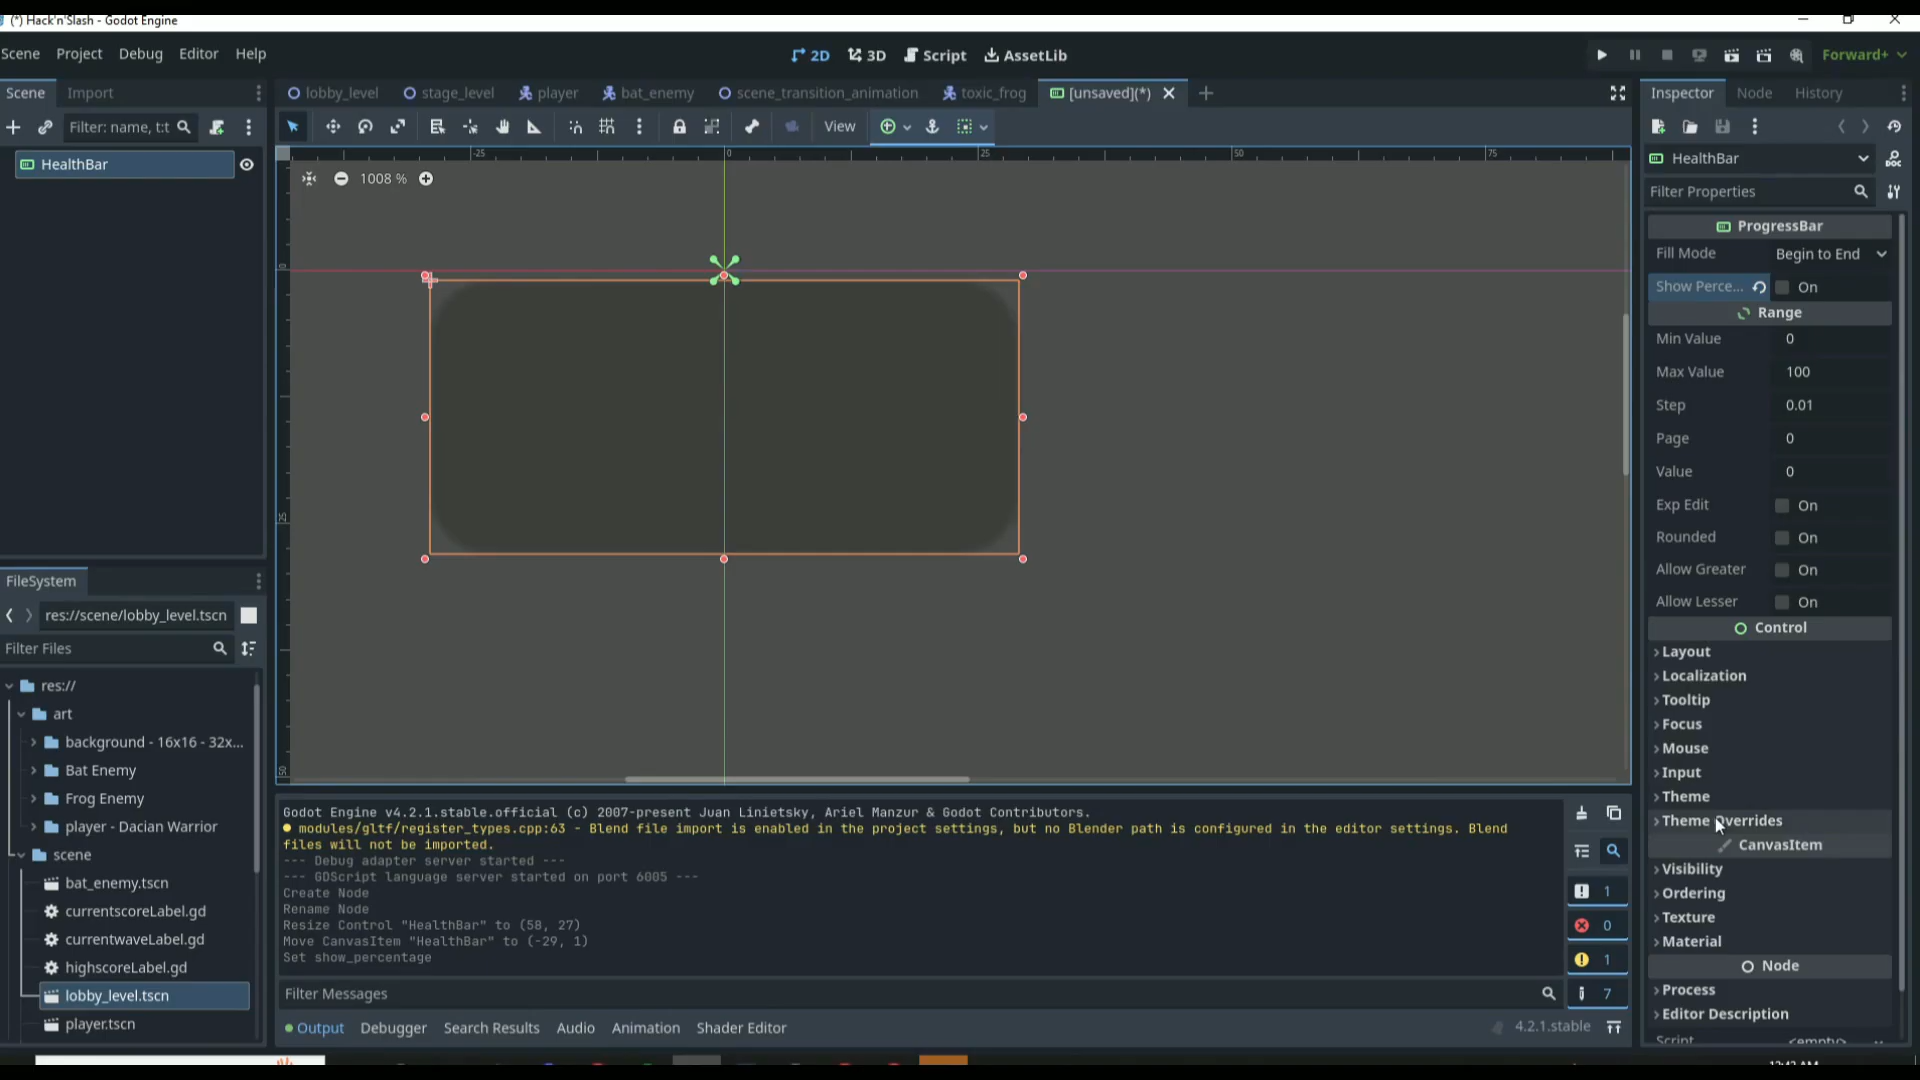 (*) Hack'n'Slash - Godot Engine
Scene Project Debug Editor Help
2D 3D Script AssetLib
Forward+
Scene Import
lobby_level stage_level player bat_enemy scene_transition_animation toxic_frog [unsaved](*)
Inspector Node History
Filter: name, t:t
View
HealthBar
HealthBar
1008 %
-25 0 25 50 75
0
25
50
Filter Properties
ProgressBar
Fill Mode Begin to End
Show Perce... On
Range
Min Value 0
Max Value 100
Step 0.01
Page 0
Value 0
Exp Edit On
Rounded On
Allow Greater On
Allow Lesser On
Control
Layout
Localization
Tooltip
Focus
Mouse
Input
Theme
Theme Overrides
CanvasItem
Visibility
Ordering
Texture
Material
Node
Process
Editor Description
FileSystem
res://scene/lobby_level.tscn
Filter Files
res://
art
background - 16x16 - 32x...
Bat Enemy
Frog Enemy
player - Dacian Warrior
scene
bat_enemy.tscn
currentscoreLabel.gd
currentwaveLabel.gd
highscoreLabel.gd
lobby_level.tscn
player.tscn
Godot Engine v4.2.1.stable.official (c) 2007-present Juan Linietsky, Ariel Manzur & Godot Contributors.
modules/gltf/register_types.cpp:63 - Blend file import is enabled in the project settings, but no Blender path is configured in the editor settings. Blend
files will not be imported.
--- Debug adapter server started ---
--- GDScript language server started on port 6005 ---
Create Node
Rename Node
Resize Control "HealthBar" to (58, 27)
Move CanvasItem "HealthBar" to (-29, 1)
Set show_percentage
1
0
1
7
Filter Messages
Output Debugger Search Results Audio Animation Shader Editor
4.2.1.stable